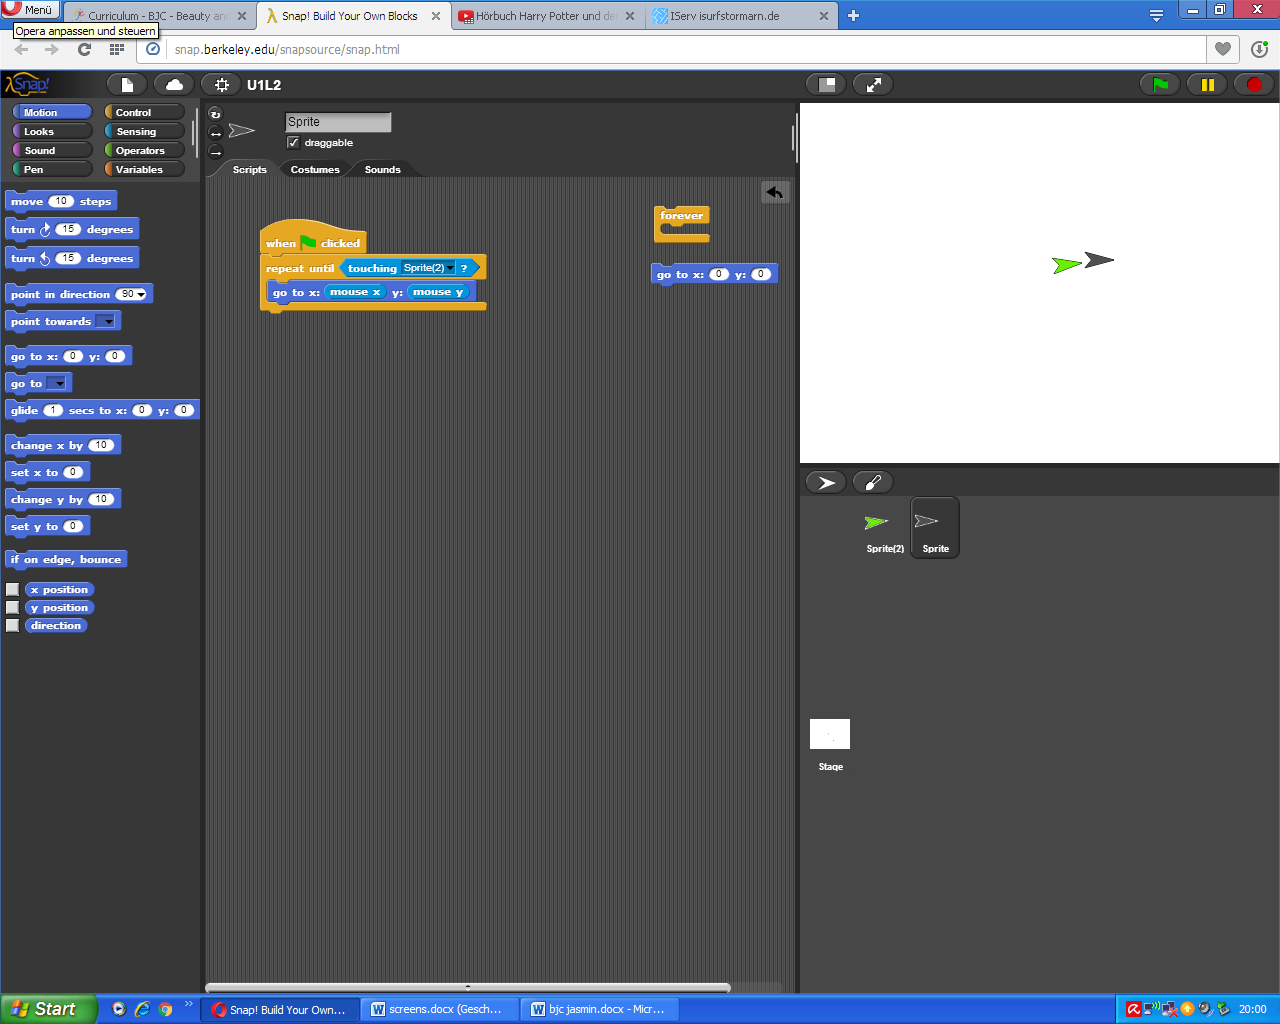 Menü
Curriculum - BJC - Beauty an
Snap! Build Your Own Blocks
Hörbuch Harry Potter und de
IServ isurfstormarn.de
Opera anpassen und steuern
snap.berkeley.edu/snapsource/snap.html
Snap!
U1L2
Motion
Control
Looks
Sensing
Sound
Operators
Pen
Variables
Sprite
draggable
Scripts
Costumes
Sounds
move 10 steps
turn 15 degrees
turn 15 degrees
point in direction 90
point towards
go to x: 0 y: 0
go to
glide 1 secs to x: 0 y: 0
change x by 10
set x to 0
change y by 10
set y to 0
if on edge, bounce
x position
y position
direction
when clicked
repeat until touching Sprite(2) ?
go to x: mouse x y: mouse y
forever
go to x: 0 y: 0
Sprite(2)
Sprite
Stage
Start
Snap! Build Your Own...
screens.docx (Gesch...
bjc jasmin.docx - Micr...
20:00